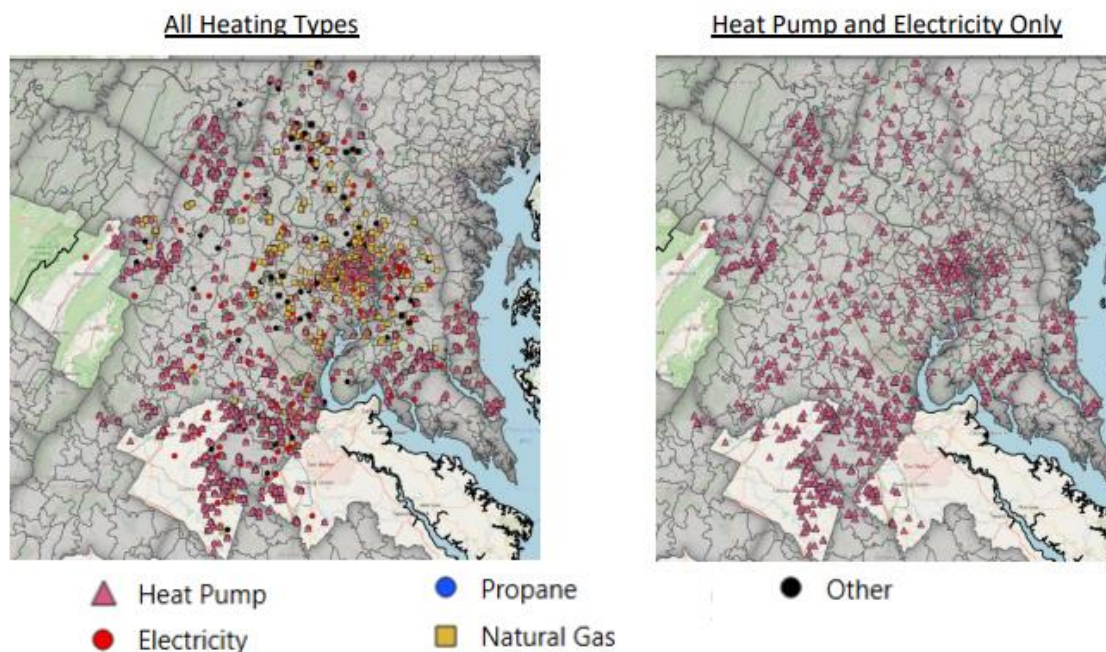 All Heating Types
Heat Pump and Electricity Only
Heat Pump
Propane
Other
Electricity
Natural Gas